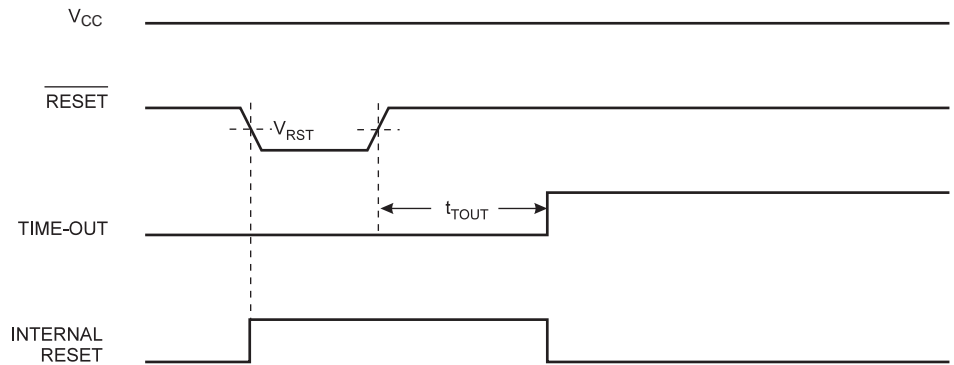 VCC
RESET
VRST
tTOUT
TIME-OUT
INTERNAL
RESET